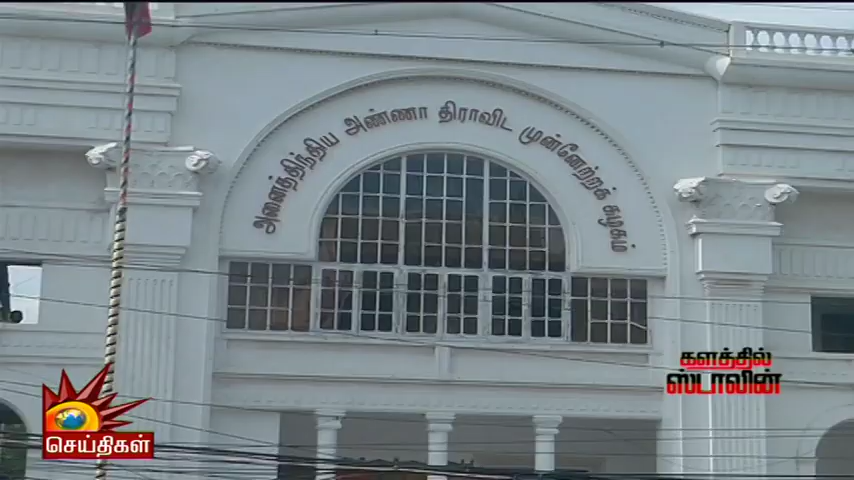 அனைத்திந்திய அண்ணா திராவிட முன்னேற்றக் கழகம்
களத்தில்
ஸ்டாலின்
செய்திகள்